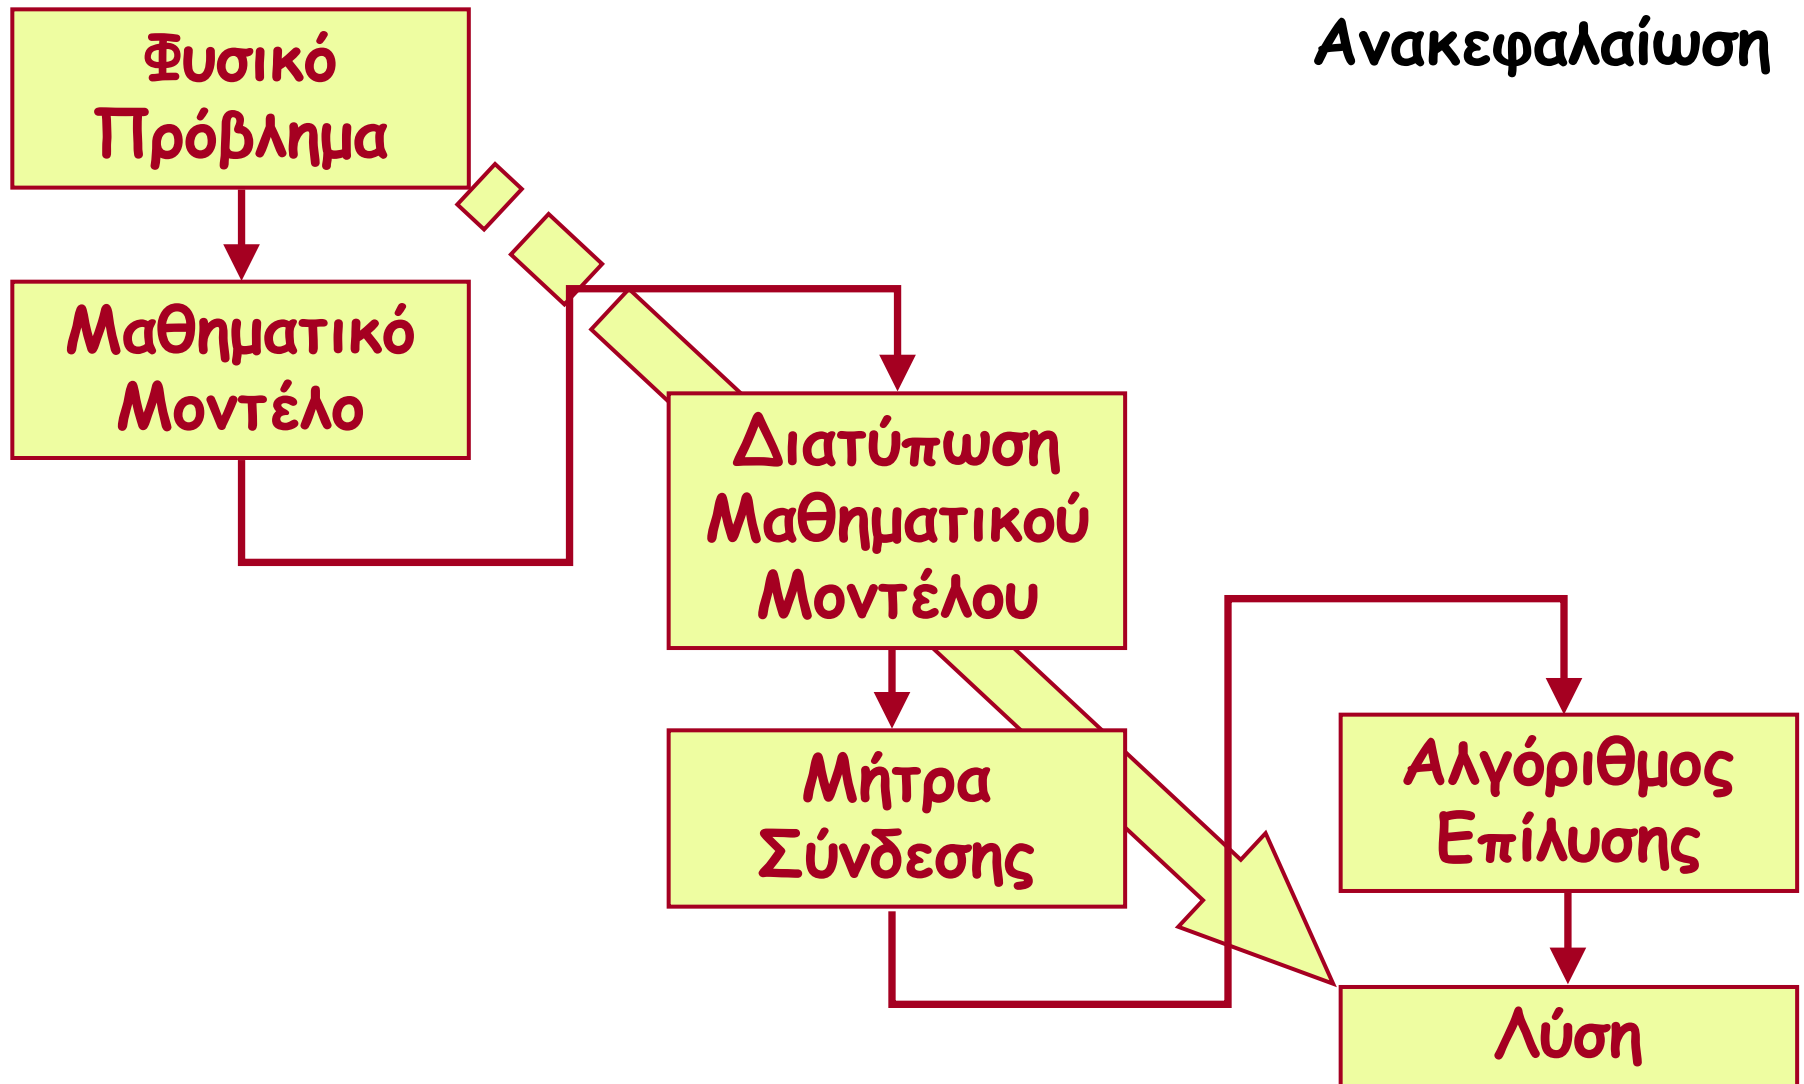 Ανακεφαλαίωση
Φυσικό
Πρόβλημα
Μαθηματικό
Μοντέλο
Διατύπωση
Μαθηματικού
Μοντέλου
Μήτρα
Σύνδεσης
Αλγόριθμος
Επίλυσης
Λύση